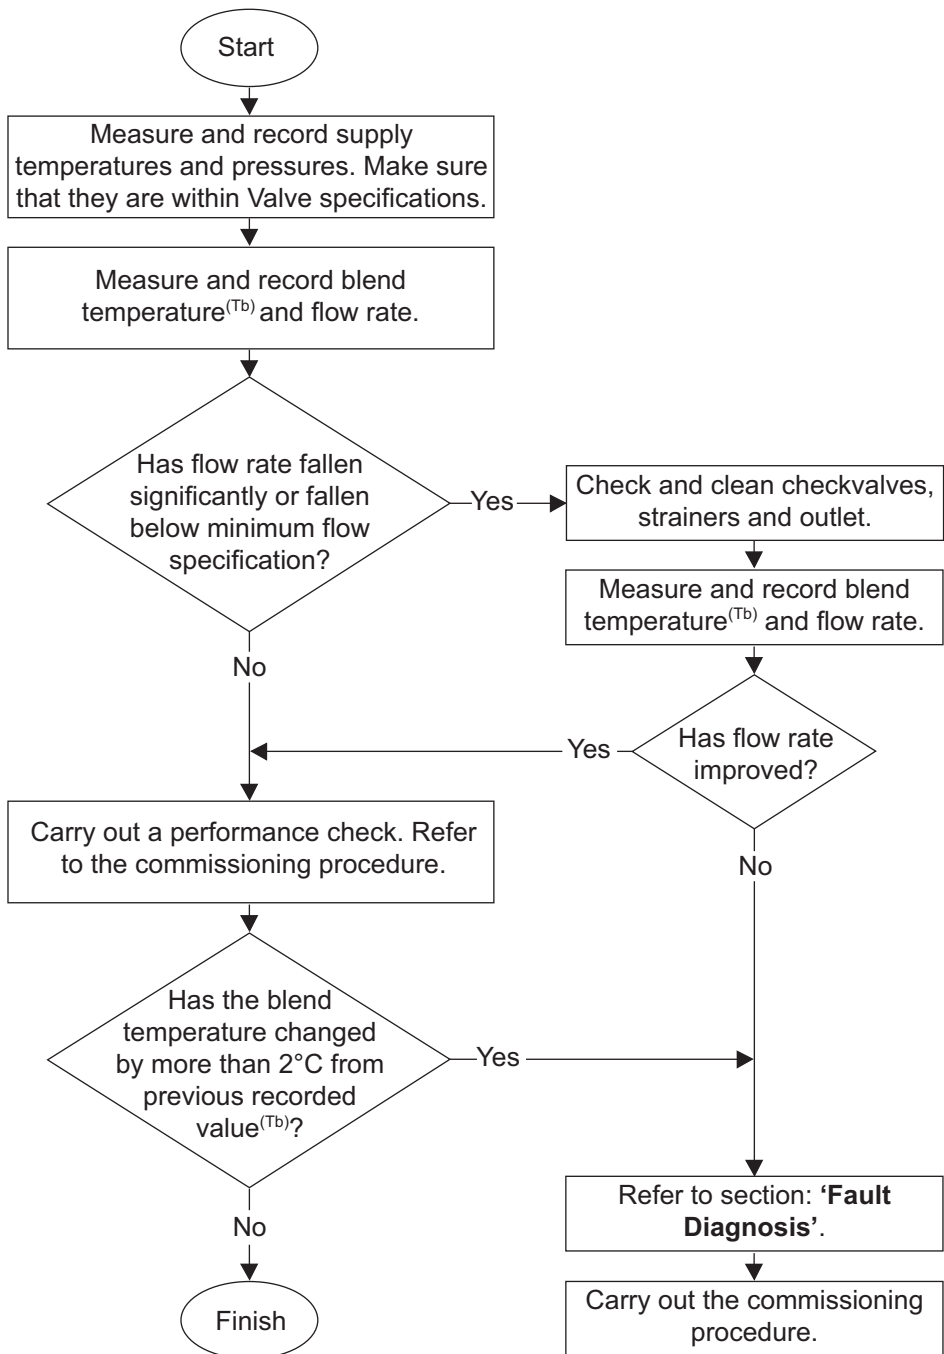 Start
Measure and record supply
temperatures and pressures. Make sure
that they are within Valve specifications.
Measure and record blend
temperature(Tb) and flow rate.
Has flow rate fallen
significantly or fallen
below minimum flow
specification?
Yes
Check and clean checkvalves,
strainers and outlet.
Measure and record blend
temperature(Tb) and flow rate.
No
Has flow rate
improved?
Yes
No
Carry out a performance check. Refer
to the commissioning procedure.
Has the blend
temperature changed
by more than 2°C from
previous recorded
value(Tb)?
Yes
No
Refer to section: ‘Fault
Diagnosis’.
Carry out the commissioning
procedure.
Finish